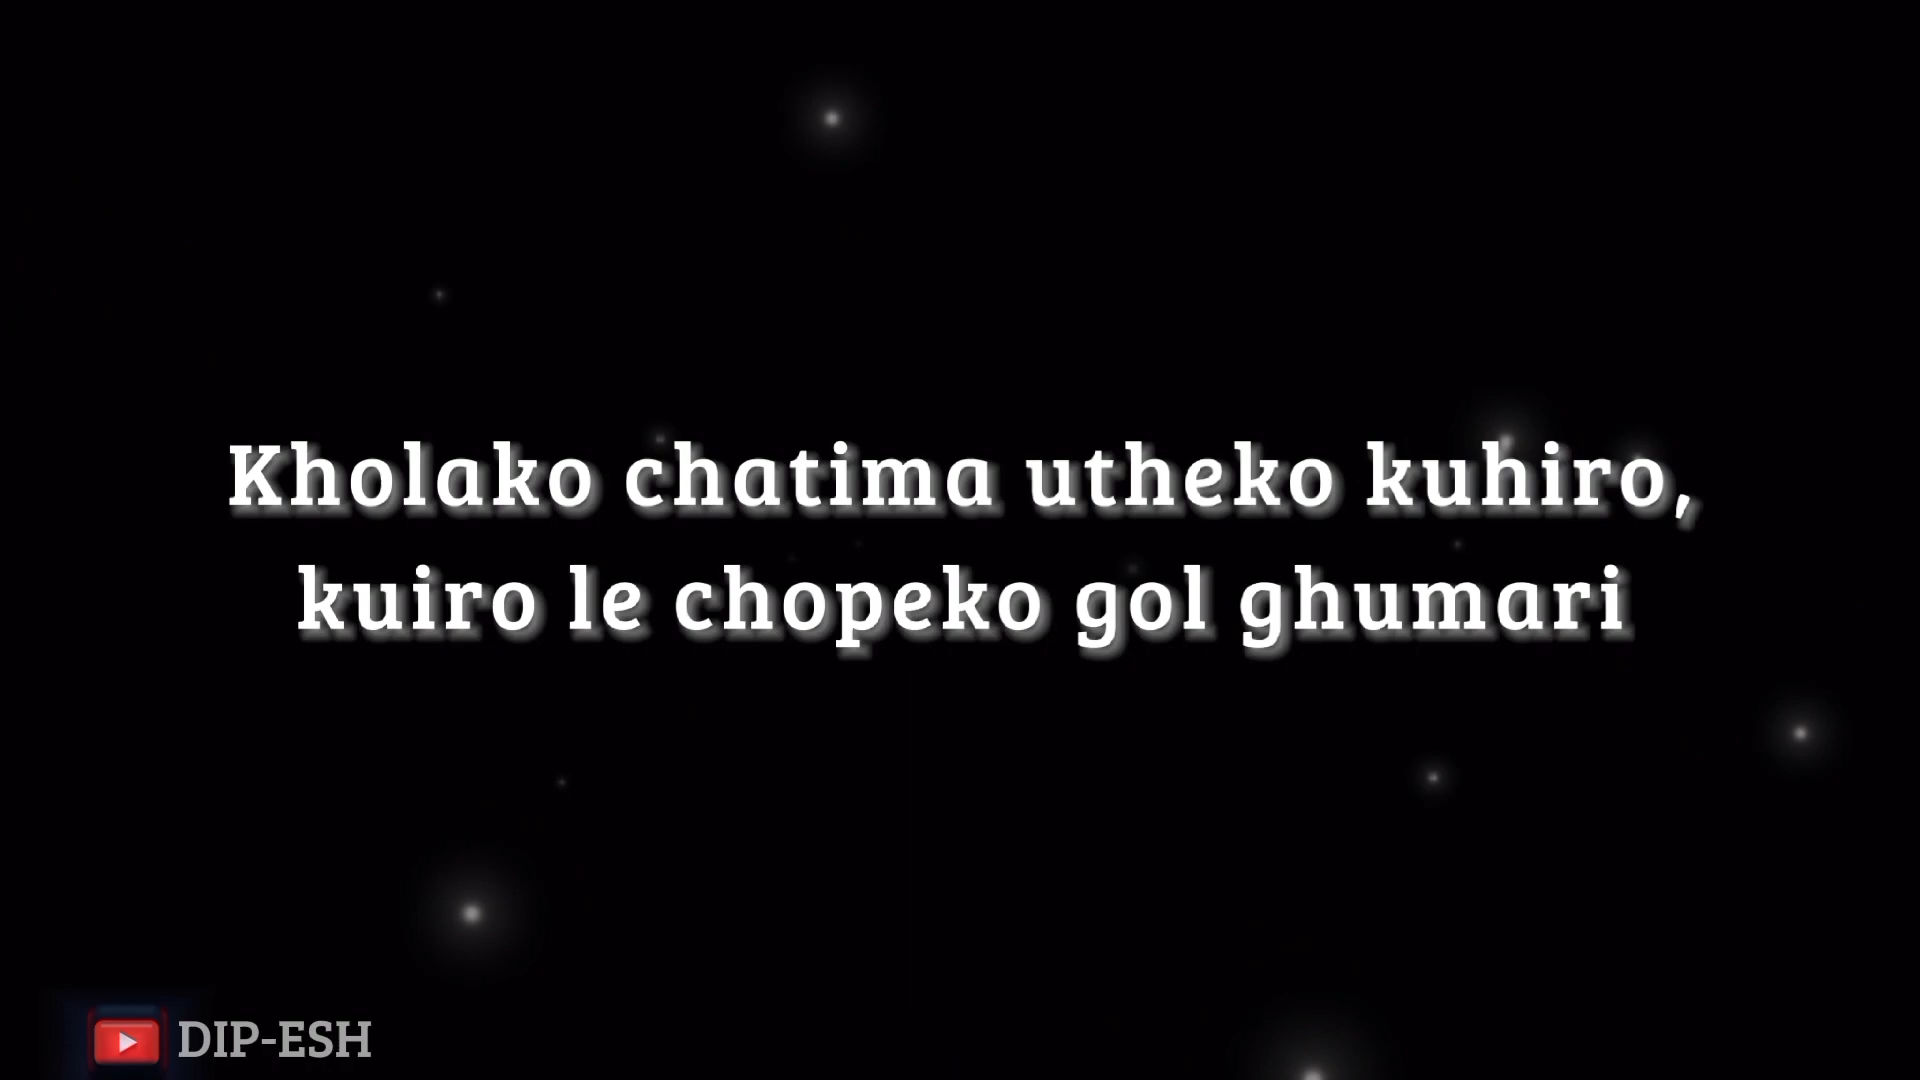 Kholako chatima utheko kuhiro,
kuiro le chopeko gol ghumari
DIP-ESH